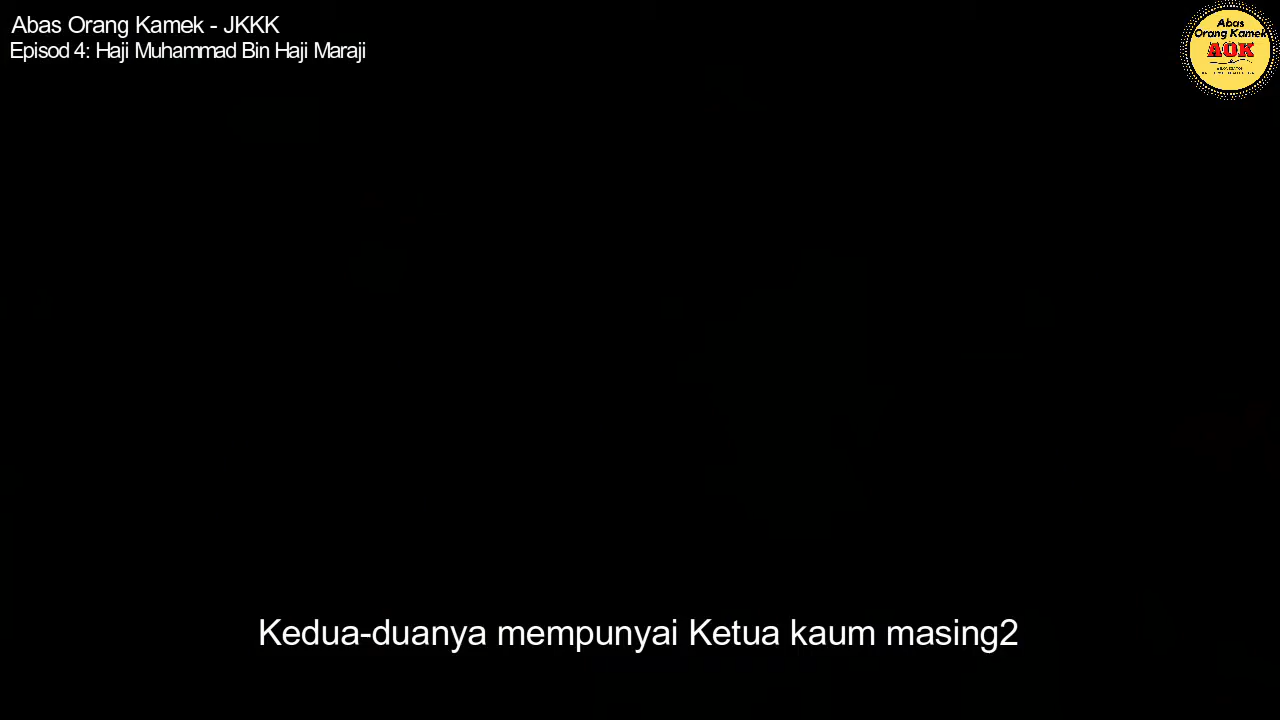 Abas Orang Kamek - JKKK
Episod 4: Haji Muhammad Bin Haji Maraji
Abas
Orang Kamek
AOK
Kedua-duanya mempunyai Ketua kaum masing2